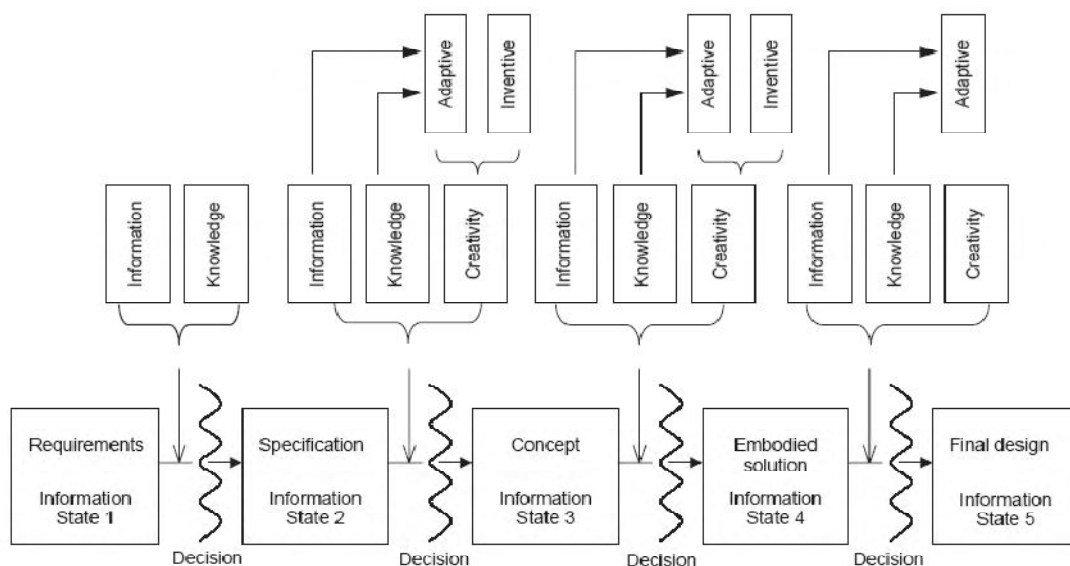 Adaptive
Inventive
Adaptive
Inventive
Adaptive
Information
Knowledge
Information
Knowledge
Creativity
Information
Knowledge
Creativity
Information
Knowledge
Creativity
Requirements
Information
State 1
Decision
Specification
Information
State 2
Decision
Concept
Information
State 3
Decision
Embodied
solution
Information
State 4
Decision
Final design
Information
State 5